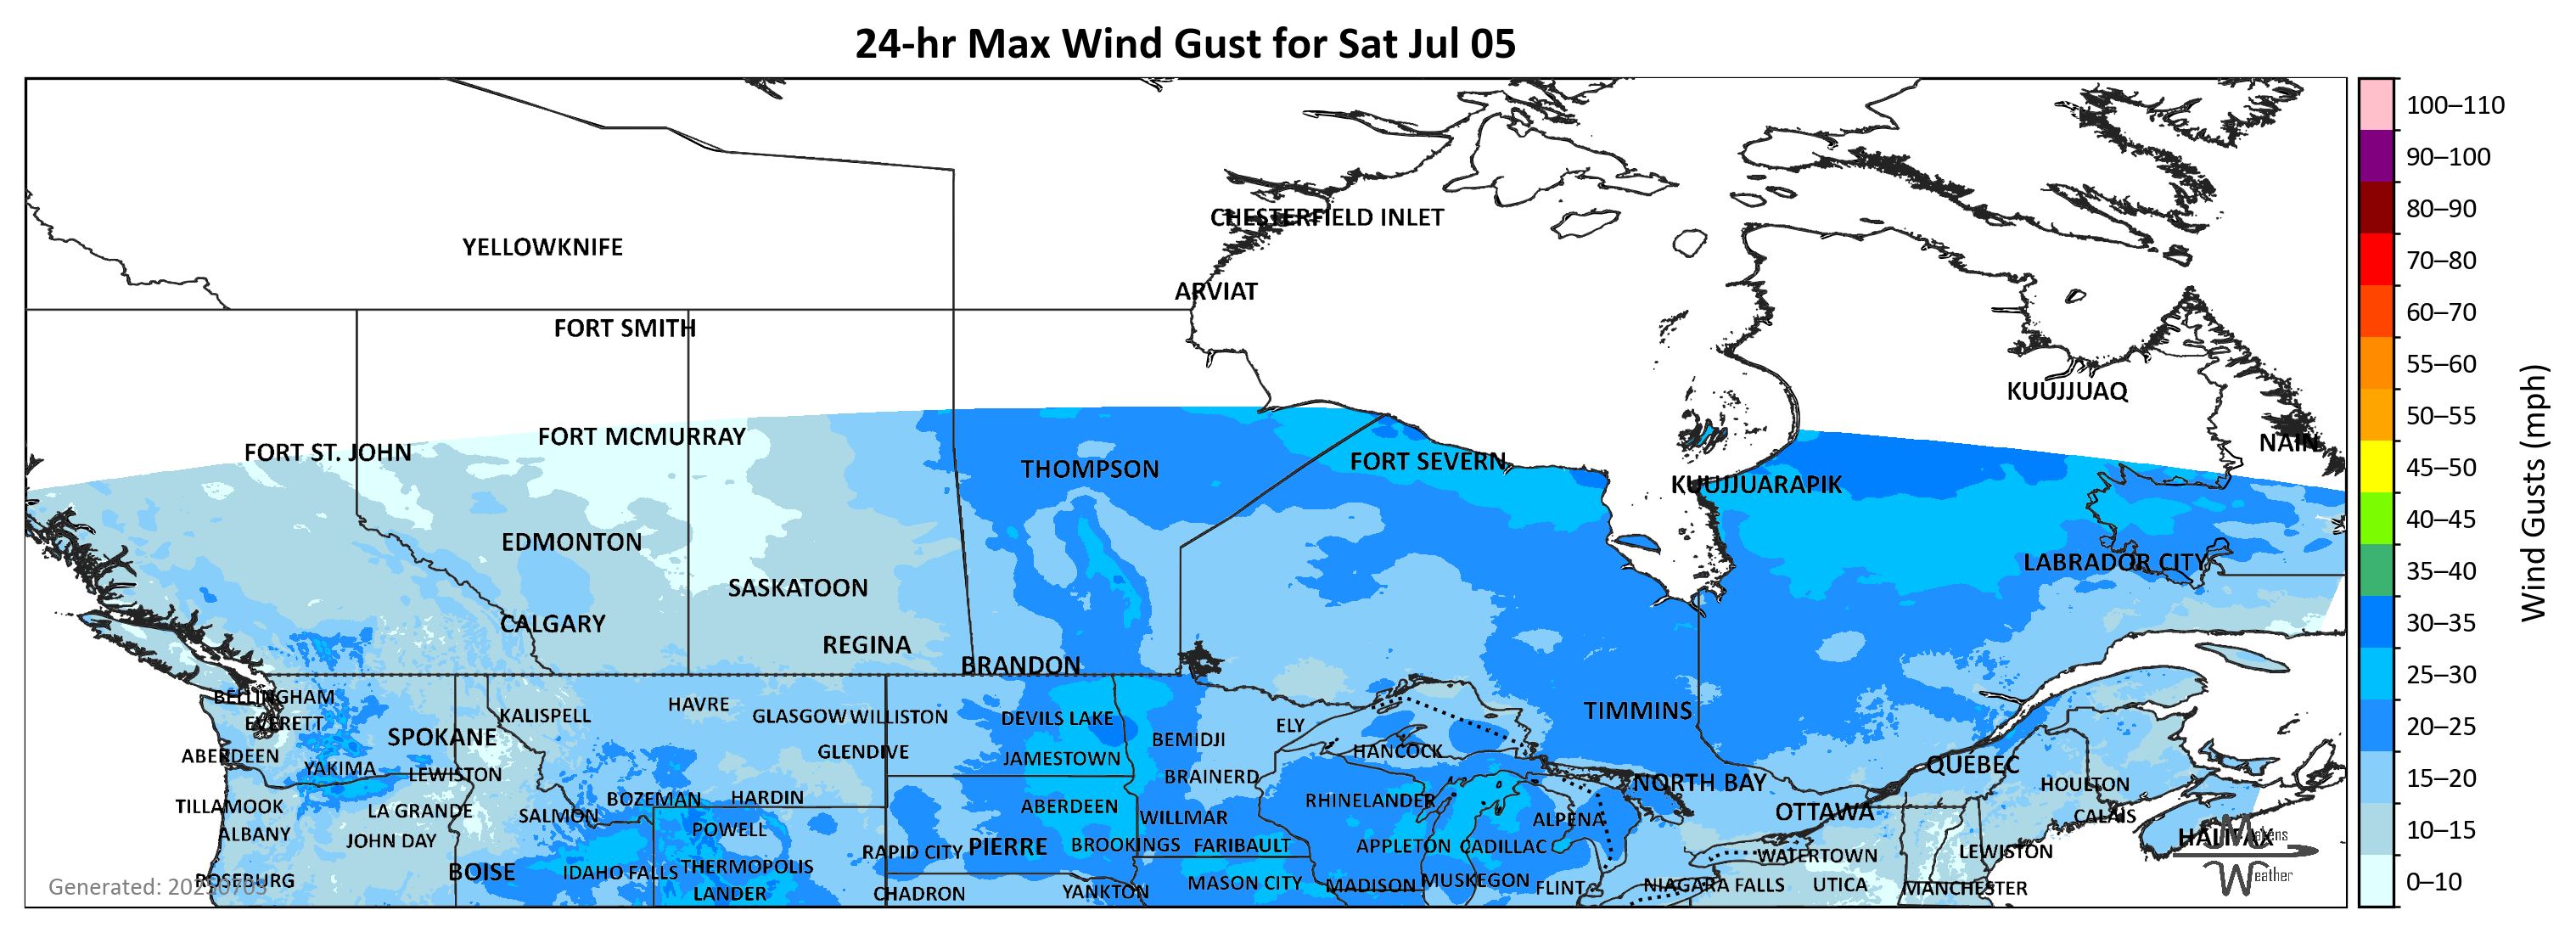 24-hr Max Wind Gust for Sat Jul 05
100–110
90–100
80–90
70–80
60–70
55–60
50–55
45–50
40–45
35–40
30–35
25–30
20–25
15–20
10–15
0–10
Wind Gusts (mph)
CHESTERFIELD INLET
YELLOWKNIFE
ARVIAT
FORT SMITH
KUUJJUAQ
FORT MCMURRAY
NAIN
FORT ST. JOHN
FORT SEVERN
THOMPSON
KUUJJUARAPIK
EDMONTON
LABRADOR CITY
SASKATOON
CALGARY
REGINA
BRANDON
BELLINGHAM
HAVRE
TIMMINS
KALISPELL
GLASGOW
WILLISTON
DEVILS LAKE
EVERETT
ELY
SPOKANE
BEMIDJI
GLENDIVE
HANCOCK
ABERDEEN
JAMESTOWN
QUÉBEC
YAKIMA
LEWISTON
BRAINERD
NORTH BAY
HOULTON
BOZEMAN
HARDIN
RHINELANDER
TILLAMOOK
ABERDEEN
LA GRANDE
OTTAWA
SALMON
WILLMAR
CALAIS
ALPENA
POWELL
ALBANY
HALIFAX
JOHN DAY
BROOKINGS
FARIBAULT
APPLETON
CADILLAC
PIERRE
RAPID CITY
LEWISTON
WATERTOWN
THERMOPOLIS
BOISE
IDAHO FALLS
ROSEBURG
MUSKEGON
MASON CITY
MADISON
NIAGARA FALLS
UTICA
FLINT
MANCHESTER
YANKTON
LANDER
CHADRON
Makens
Weather
Generated: 20250703